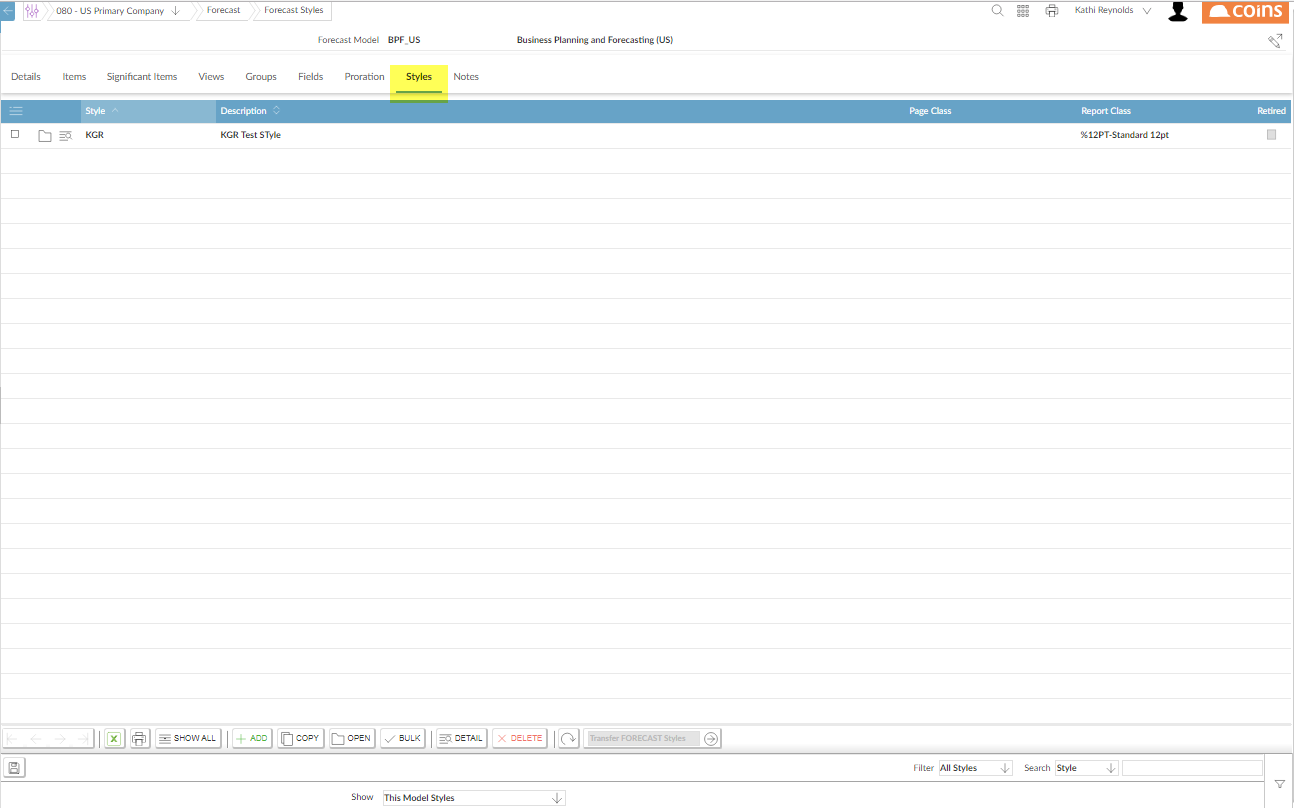 080 - US Primary Company Forecast Forecast Styles Kathi Reynolds coins
Forecast Model BPF_US Business Planning and Forecasting (US)
Details Items Significant Items Views Groups Fields Proration Styles Notes
Style Description Page Class Report Class Retired
KGR KGR Test STyle %12PT-Standard 12pt
SHOW ALL ADD COPY OPEN BULK DETAIL DELETE Transfer FORECAST Styles
Filter All Styles Search Style
Show This Model Styles